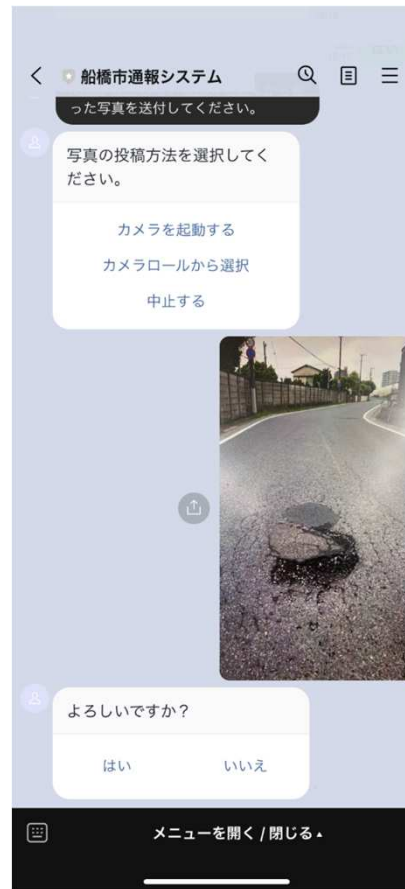 船橋市通報システム
った写真を送付してください。
写真の投稿方法を選択してく
ださい。
カメラを起動する
カメラロールから選択
中止する
よろしいですか？
はい
いいえ
メニューを開く / 閉じる▲